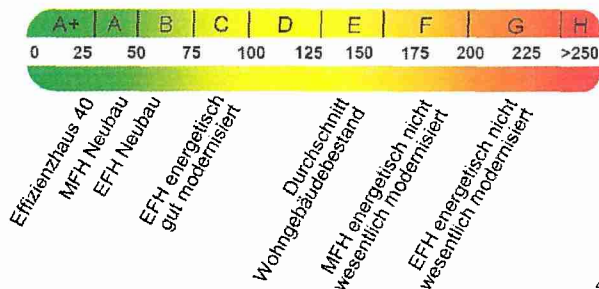 A+ A B C D E F G H
0 25 50 75 100 125 150 175 200 225 >250
Effizienzhaus 40
MFH Neubau
EFH Neubau
EFH energetisch
gut modernisiert
Durchschnitt
Wohngebäudebestand
MFH energetisch nicht
wesentlich modernisiert
EFH energetisch nicht
wesentlich modernisiert